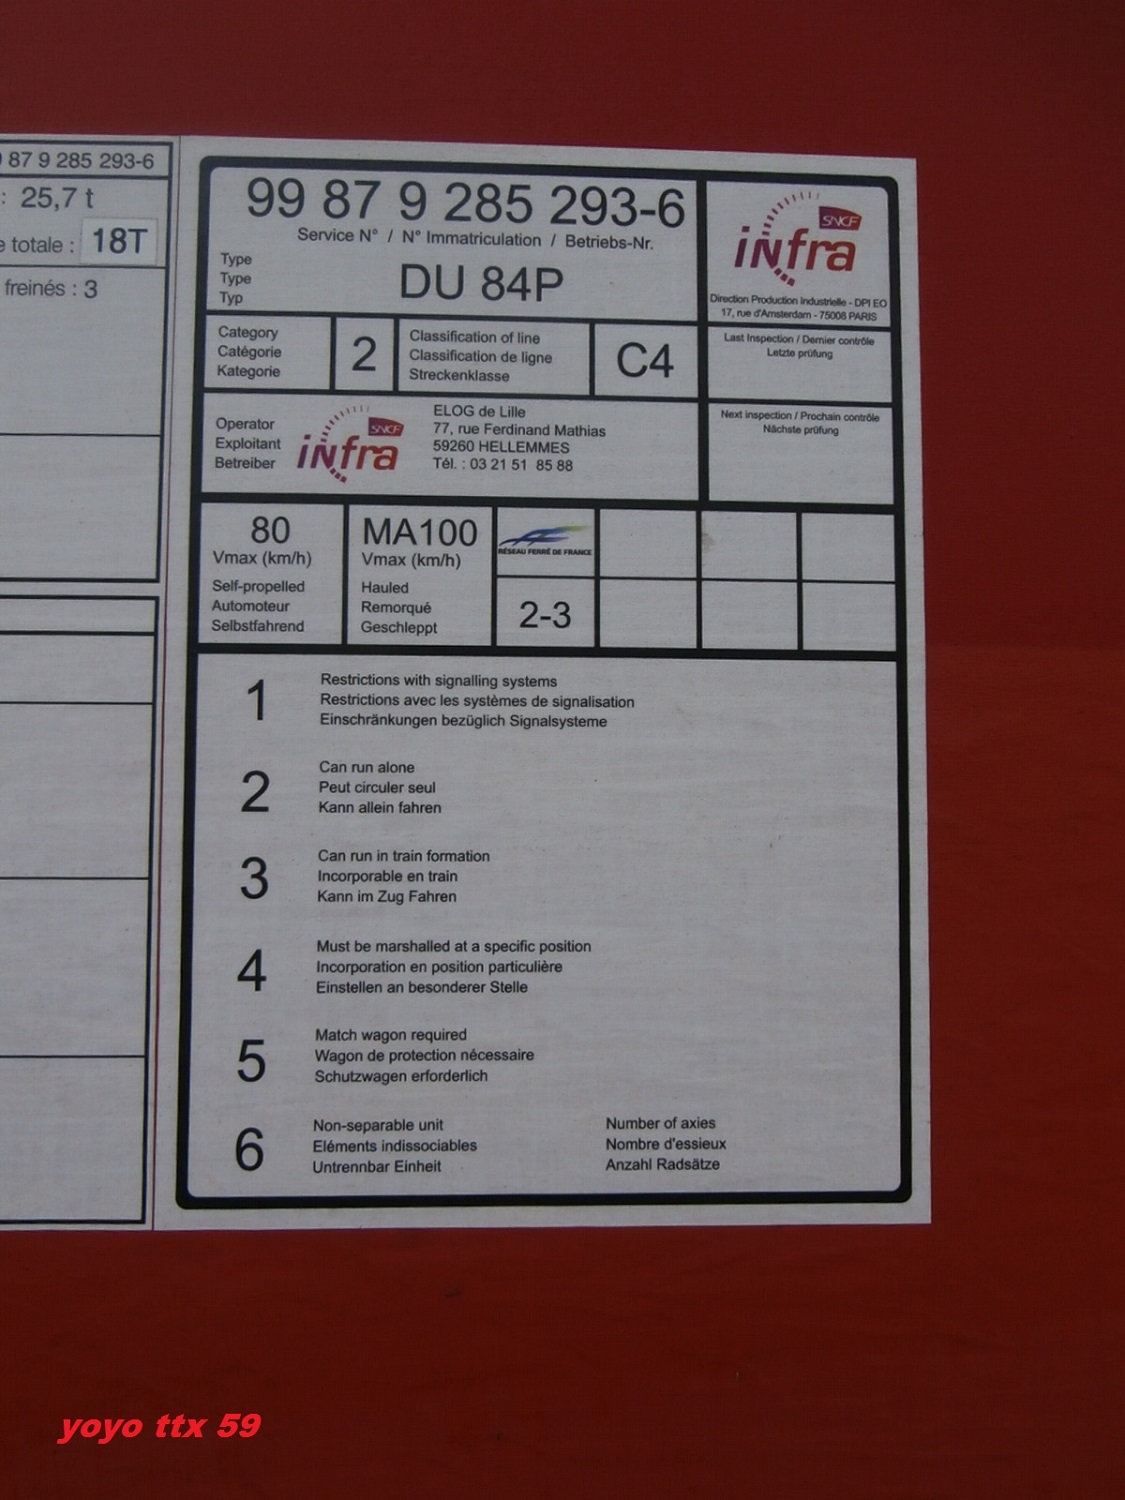 87 9 285 293-6
: 25,7 t
e totale : 18T
freinés : 3
99 87 9 285 293-6
Service N° / N° Immatriculation / Betriebs-Nr.
Type
Type
Typ
DU 84P
SNCF
infra
Direction Production Industrielle - DPI EO
17, rue d'Amsterdam - 75008 PARIS
Category
Catégorie
Kategorie
2
Classification of line
Classification de ligne
Streckenklasse
C4
Last Inspection / Dernier contrôle
Letzte prüfung
Operator
Exploitant
Betreiber
SNCF
infra
ELOG de Lille
77, rue Ferdinand Mathias
59260 HELLEMMES
Tél. : 03 21 51 85 88
Next inspection / Prochain contrôle
Nächste prüfung
80
Vmax (km/h)
Self-propelled
Automoteur
Selbstfahrend
MA100
Vmax (km/h)
Hauled
Remorqué
Geschleppt
RÉSEAU FERRÉ DE FRANCE
2-3
1
Restrictions with signalling systems
Restrictions avec les systèmes de signalisation
Einschränkungen bezüglich Signalsysteme
2
Can run alone
Peut circuler seul
Kann allein fahren
3
Can run in train formation
Incorporable en train
Kann im Zug Fahren
4
Must be marshalled at a specific position
Incorporation en position particulière
Einstellen an besonderer Stelle
5
Match wagon required
Wagon de protection nécessaire
Schutzwagen erforderlich
6
Non-separable unit
Eléments indissociables
Untrennbar Einheit
Number of axies
Nombre d'essieux
Anzahl Radsätze
yoyo ttx 59